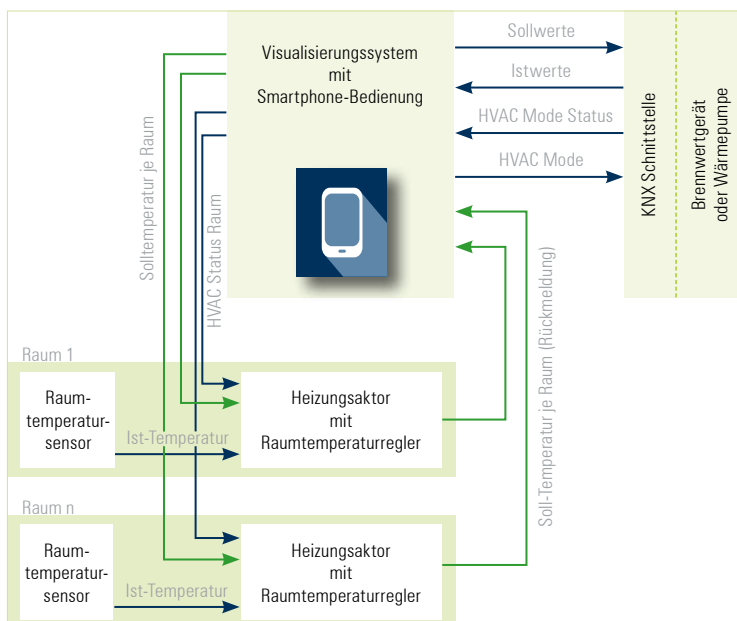 Visualisierungssystem
mit
Smartphone-Bedienung
Sollwerte
Istwerte
HVAC Mode Status
HVAC Mode
KNX Schnittstelle
Brennwertgerät
oder Wärmepumpe
Solltemperatur je Raum
HVAC Status Raum
Soll-Temperatur je Raum (Rückmeldung)
Raum 1
Raum-
temperatur-
sensor
Ist-Temperatur
Heizungsaktor
mit
Raumtemperaturregler
Raum n
Raum-
temperatur-
sensor
Ist-Temperatur
Heizungsaktor
mit
Raumtemperaturregler